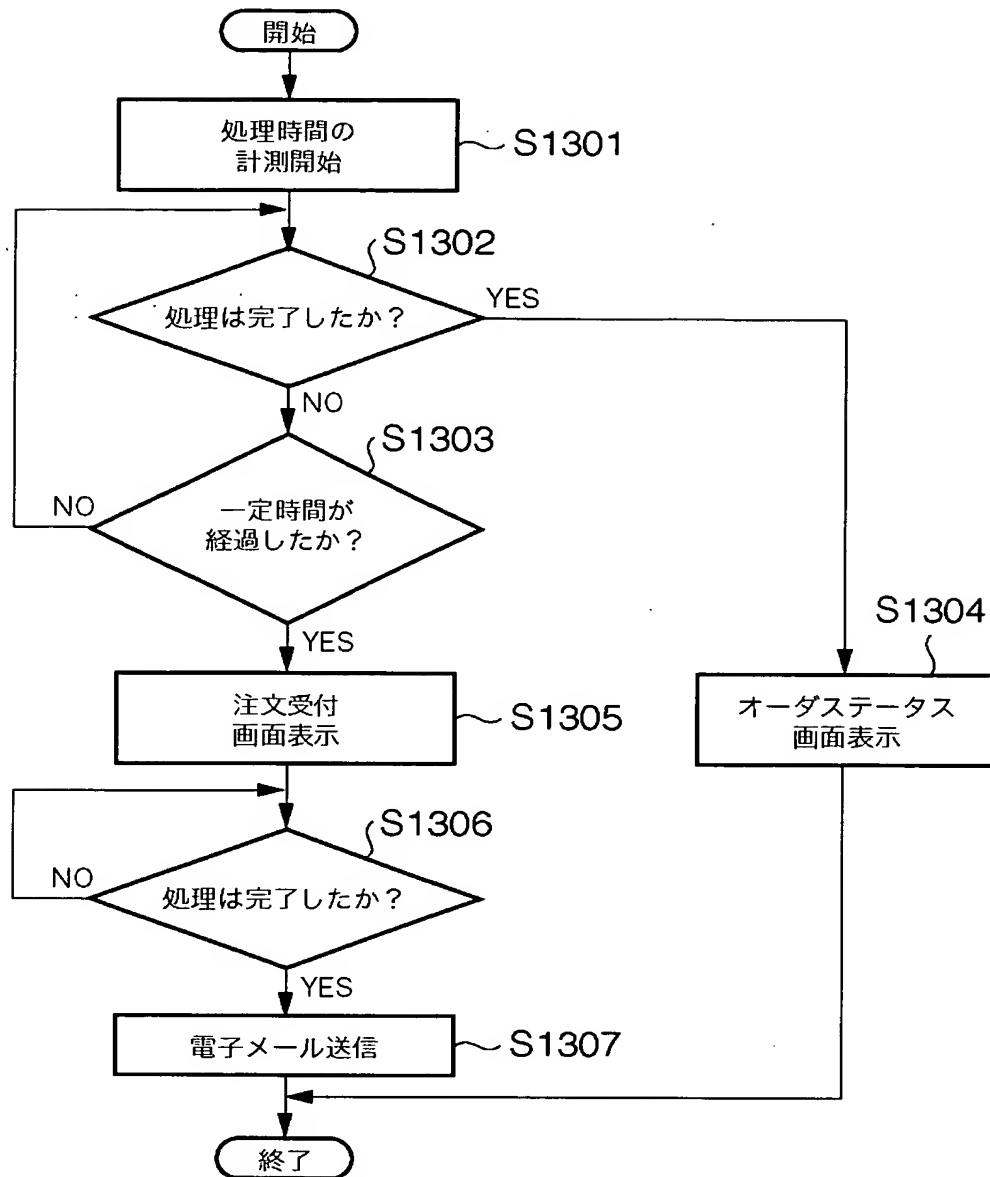 開始
処理時間の
計測開始
S1301
S1302
処理は完了したか？
YES
NO
S1303
一定時間が
経過したか？
NO
YES
S1304
オーダステータス
画面表示
注文受付
画面表示
S1305
S1306
処理は完了したか？
NO
YES
電子メール送信
S1307
終了